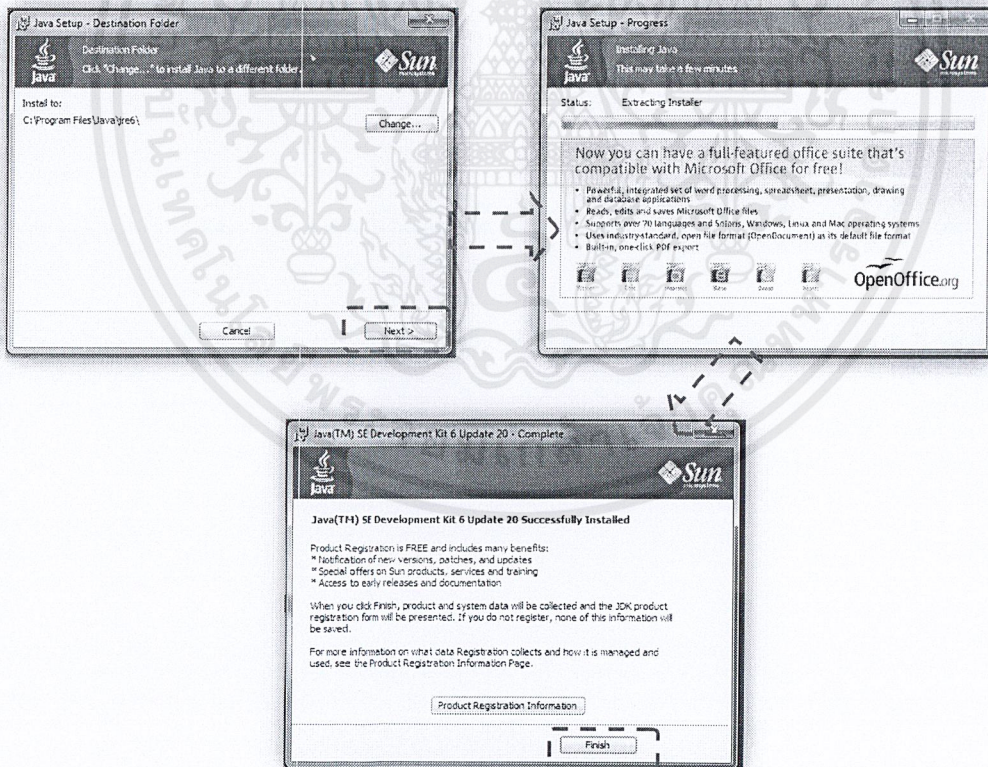 Java Setup - Destination Folder
Java
Destination Folder
Click "Change..." to install Java to a different folder.
Sun
microsystems
Install to:
C:\Program Files\Java\jre6\
Change...
Cancel
Next >
Java Setup - Progress
Java
Installing Java
This may take a few minutes
Sun
microsystems
Status: Extracting Installer
Now you can have a full-featured office suite that's
compatible with Microsoft Office for free!
• Powerful, integrated set of word processing, spreadsheet, presentation, drawing
and database applications
• Reads, edits and saves Microsoft Office files
• Supports over 70 languages and Solaris, Windows, Linux and Mac operating systems
• Uses industry-standard, open file format (OpenDocument) as its default file format
• Built-in, one-click PDF export
OpenOffice.org
Java(TM) SE Development Kit 6 Update 20 - Complete
Java
Sun
microsystems
Java(TM) SE Development Kit 6 Update 20 Successfully Installed
Product Registration is FREE and includes many benefits:
* Notification of new versions, patches, and updates
* Special offers on Sun products, services and training
* Access to early releases and documentation
When you click Finish, product and system data will be collected and the JDK product
registration form will be presented. If you do not register, none of this information will
be saved.
For more information on what data Registration collects and how it is managed and
used, see the Product Registration Information Page.
Product Registration Information
Finish